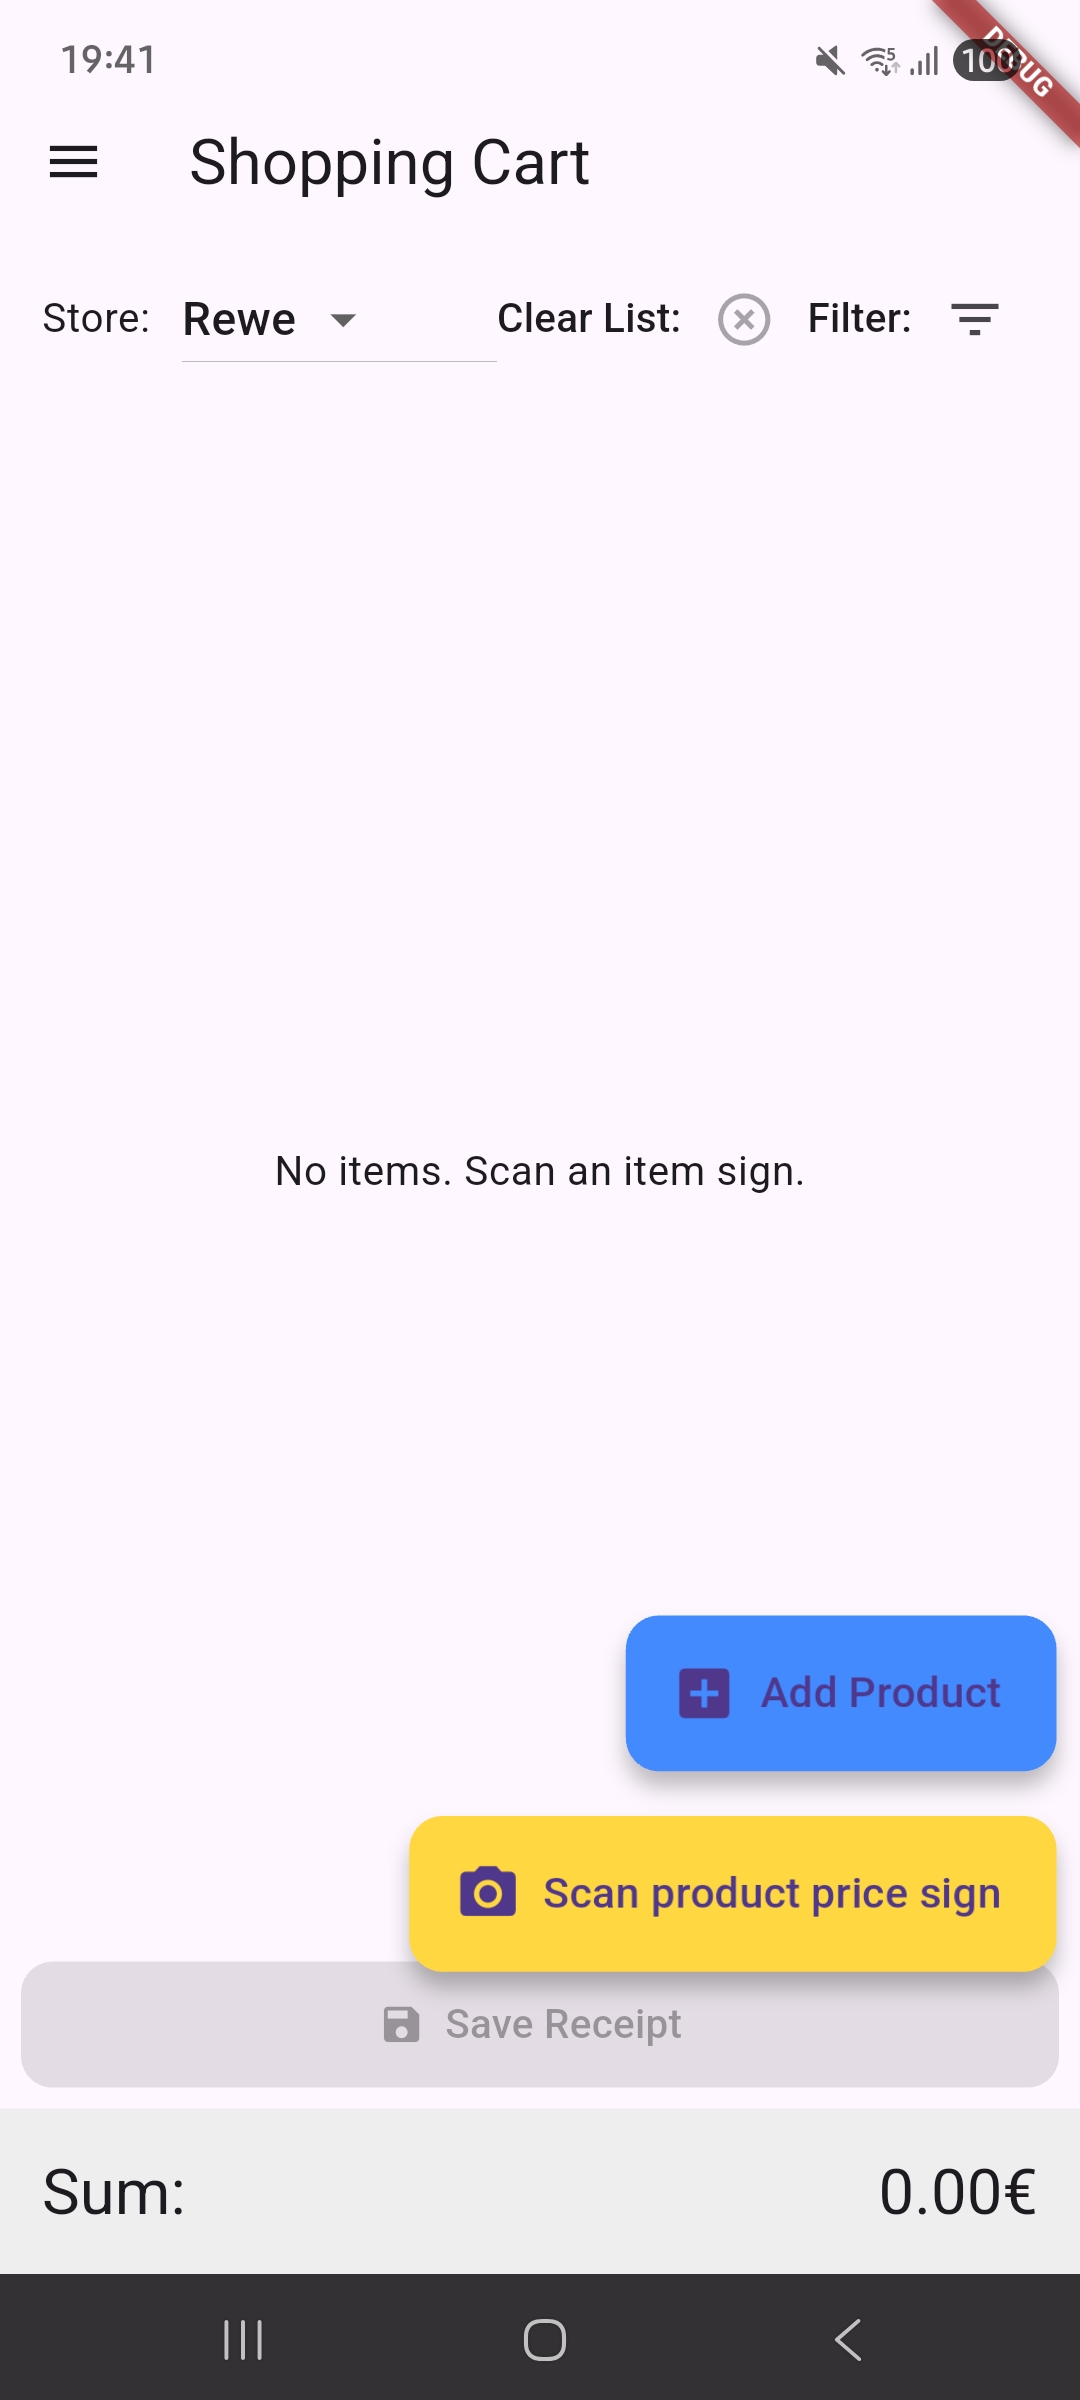 19:41
DEBUG
Shopping Cart
Store: Rewe Clear List: Filter:
No items. Scan an item sign.
Add Product
Scan product price sign
Save Receipt
Sum: 0.00€